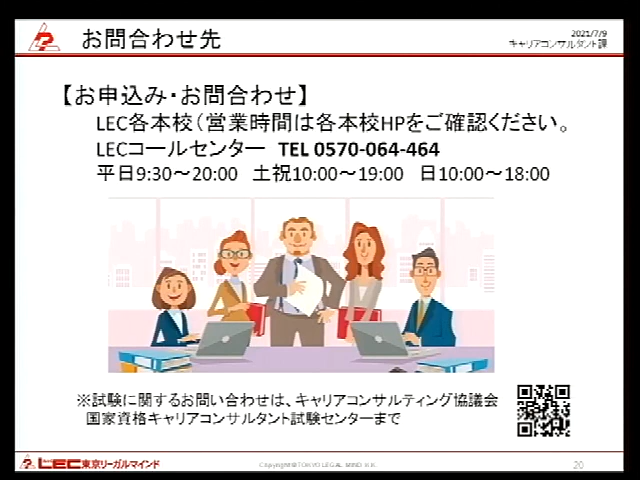 お問合わせ先
2021/7/9
キャリアコンサルタント課
【お申込み・お問合わせ】
LEC各本校（営業時間は各本校HPをご確認ください。
LECコールセンター TEL 0570-064-464
平日9:30～20:00 土祝10:00～19:00 日10:00～18:00
※試験に関するお問い合わせは、キャリアコンサルティング協議会
国家資格キャリアコンサルタント試験センターまで
LEC東京リーガルマインド
TOKYO LEGAL MIND K.K.
20